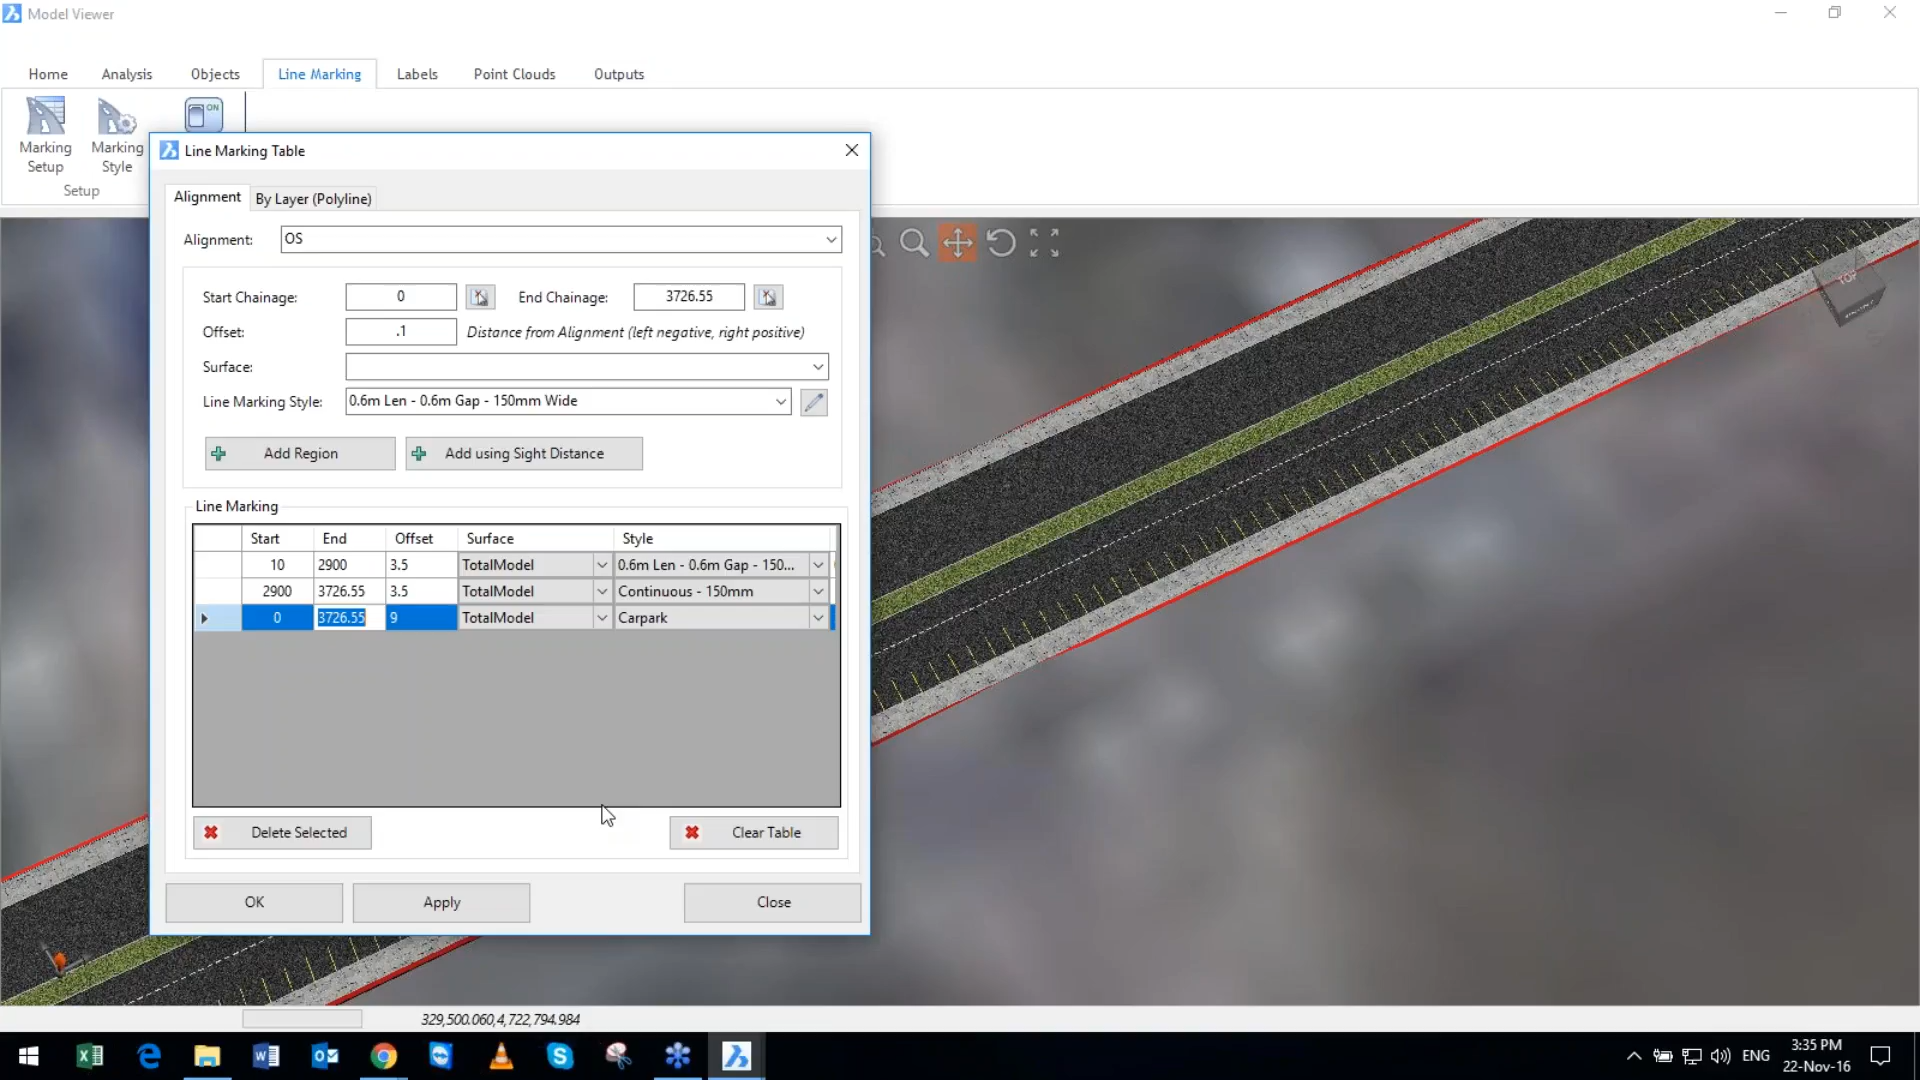 Model Viewer
Home Analysis Objects Line Marking Labels Point Clouds Outputs
ON
Marking Setup
Marking Style
Setup
Line Marking Table
Alignment By Layer (Polyline)
Alignment: OS
Start Chainage: 0 End Chainage: 3726.55
Offset: .1 Distance from Alignment (left negative, right positive)
Surface:
Line Marking Style: 0.6m Len - 0.6m Gap - 150mm Wide
Add Region Add using Sight Distance
Line Marking
Start End Offset Surface Style
10 2900 3.5 TotalModel 0.6m Len - 0.6m Gap - 150...
2900 3726.55 3.5 TotalModel Continuous - 150mm
0 3726.55 9 TotalModel Carpark
Delete Selected Clear Table
OK Apply Close
TOP
329,500.060,4,722,794.984
ENG
3:35 PM
22-Nov-16